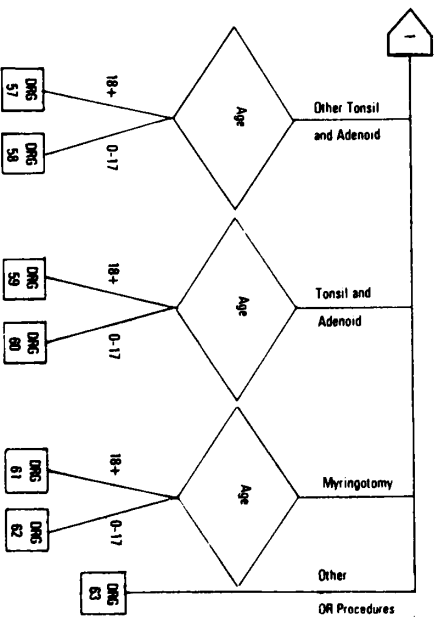 1
Other Tonsil
and Adenoid
Age
18+
0-17
DRG
57
DRG
58
Tonsil and
Adenoid
Age
18+
0-17
DRG
59
DRG
60
Myringotomy
Age
18+
0-17
DRG
61
DRG
62
Other
OR Procedures
DRG
63